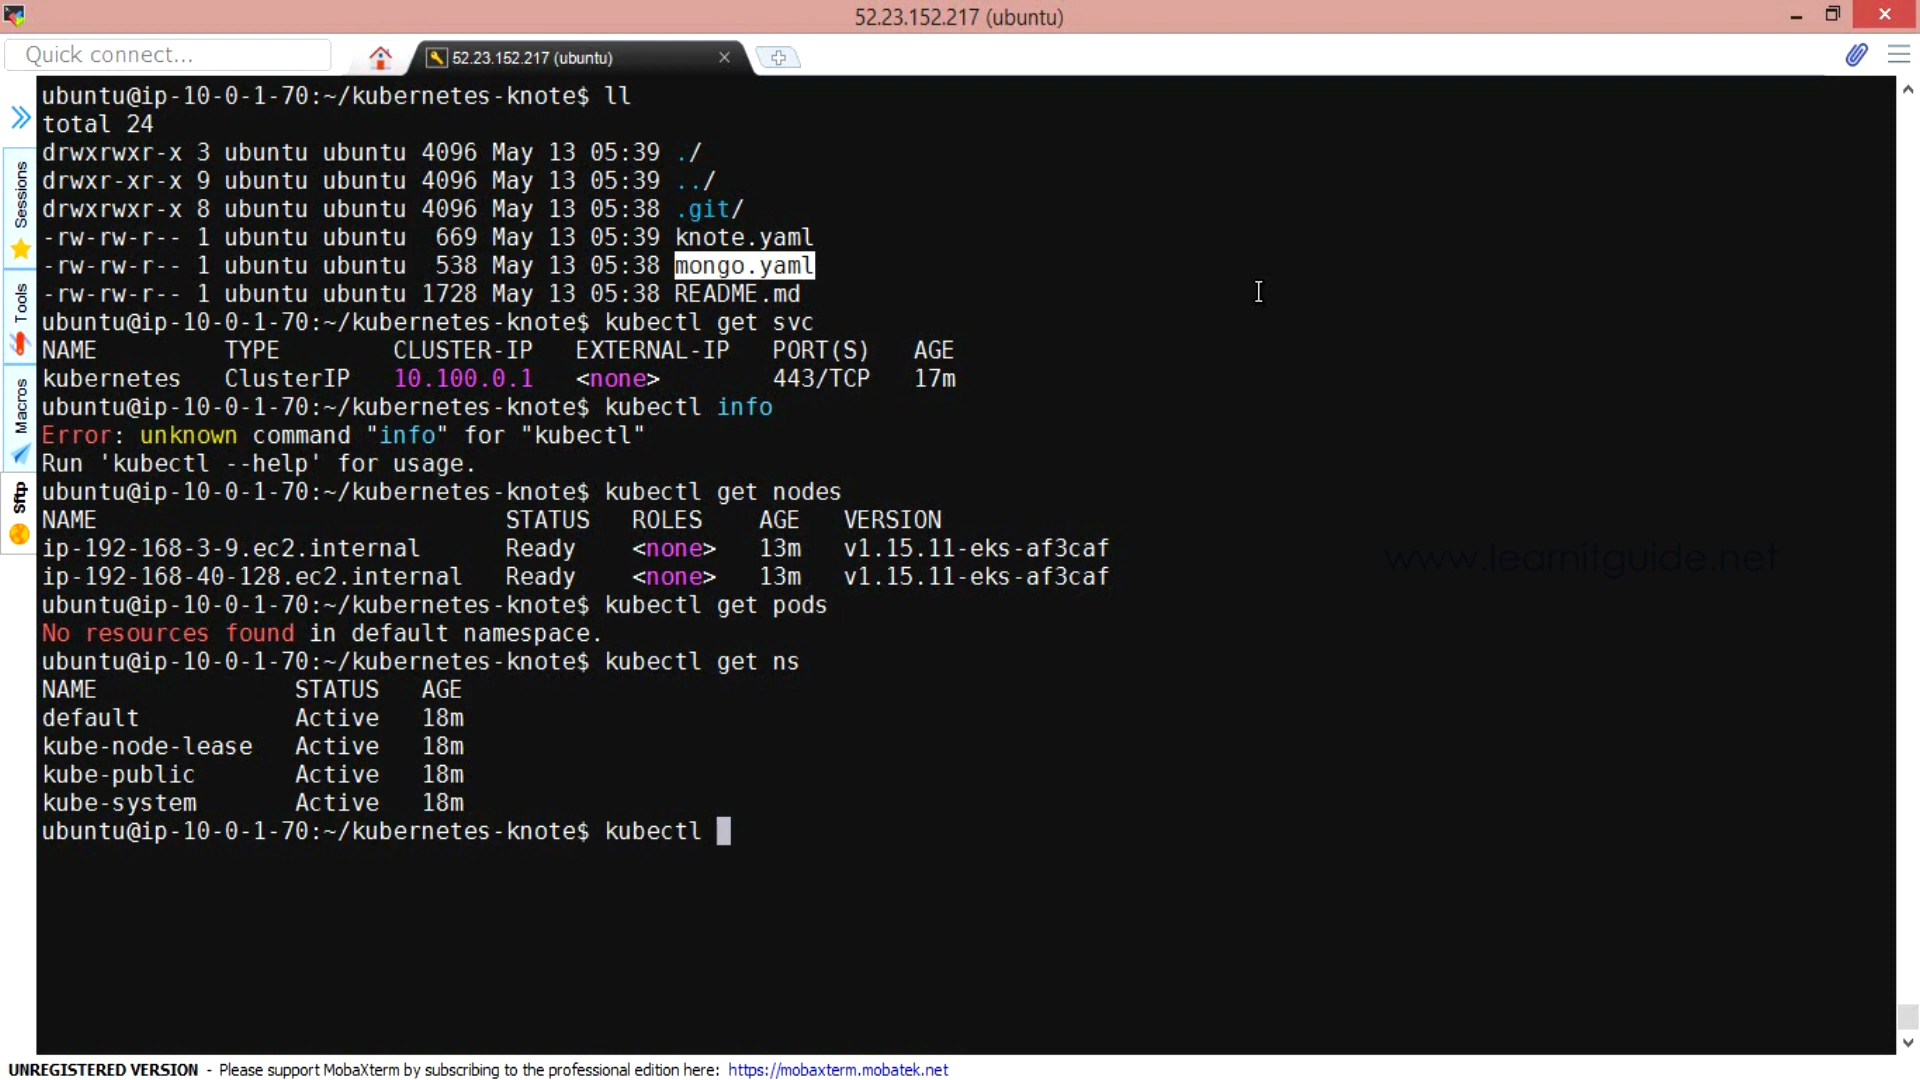 52.23.152.217 (ubuntu)
Quick connect...
52.23.152.217 (ubuntu)
Sessions
Tools
Macros
Sftp
ubuntu@ip-10-0-1-70:~/kubernetes-knote$ ll
total 24
drwxrwxr-x 3 ubuntu ubuntu 4096 May 13 05:39 ./
drwxr-xr-x 9 ubuntu ubuntu 4096 May 13 05:39 ../
drwxrwxr-x 8 ubuntu ubuntu 4096 May 13 05:38 .git/
-rw-rw-r-- 1 ubuntu ubuntu  669 May 13 05:39 knote.yaml
-rw-rw-r-- 1 ubuntu ubuntu  538 May 13 05:38 mongo.yaml
-rw-rw-r-- 1 ubuntu ubuntu 1728 May 13 05:38 README.md
ubuntu@ip-10-0-1-70:~/kubernetes-knote$ kubectl get svc
NAME         TYPE        CLUSTER-IP   EXTERNAL-IP   PORT(S)   AGE
kubernetes   ClusterIP   10.100.0.1   <none>        443/TCP   17m
ubuntu@ip-10-0-1-70:~/kubernetes-knote$ kubectl info
Error: unknown command "info" for "kubectl"
Run 'kubectl --help' for usage.
ubuntu@ip-10-0-1-70:~/kubernetes-knote$ kubectl get nodes
NAME                             STATUS   ROLES    AGE   VERSION
ip-192-168-3-9.ec2.internal      Ready    <none>   13m   v1.15.11-eks-af3caf
ip-192-168-40-128.ec2.internal   Ready    <none>   13m   v1.15.11-eks-af3caf
ubuntu@ip-10-0-1-70:~/kubernetes-knote$ kubectl get pods
No resources found in default namespace.
ubuntu@ip-10-0-1-70:~/kubernetes-knote$ kubectl get ns
NAME              STATUS   AGE
default           Active   18m
kube-node-lease   Active   18m
kube-public       Active   18m
kube-system       Active   18m
ubuntu@ip-10-0-1-70:~/kubernetes-knote$ kubectl
www.learnitguide.net
UNREGISTERED VERSION - Please support MobaXterm by subscribing to the professional edition here: https://mobaxterm.mobatek.net